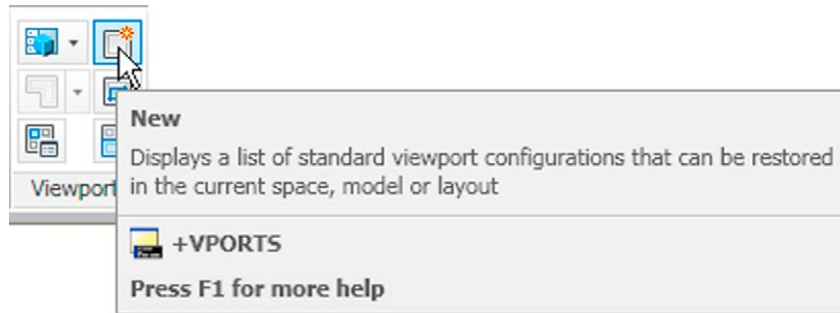 New
Displays a list of standard viewport configurations that can be restored
in the current space, model or layout
Viewport
+VPORTS
Press F1 for more help